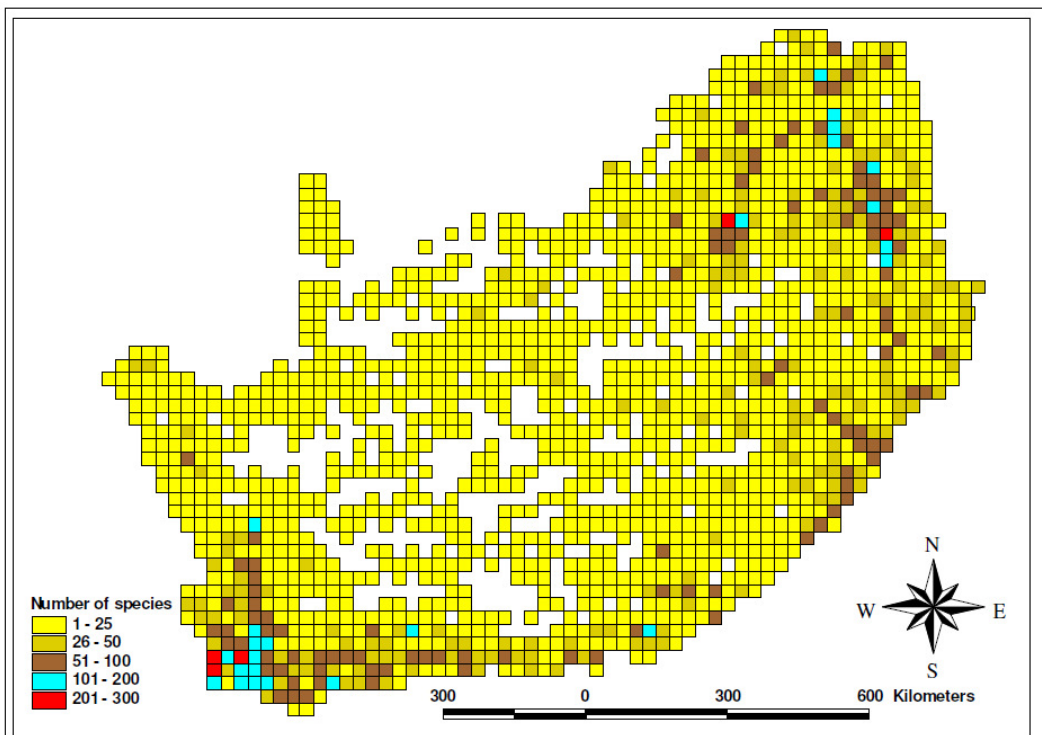 N
W E
S
Number of species
1 - 25
26 - 50
51 - 100
101 - 200
201 - 300
300 0 300 600 Kilometers